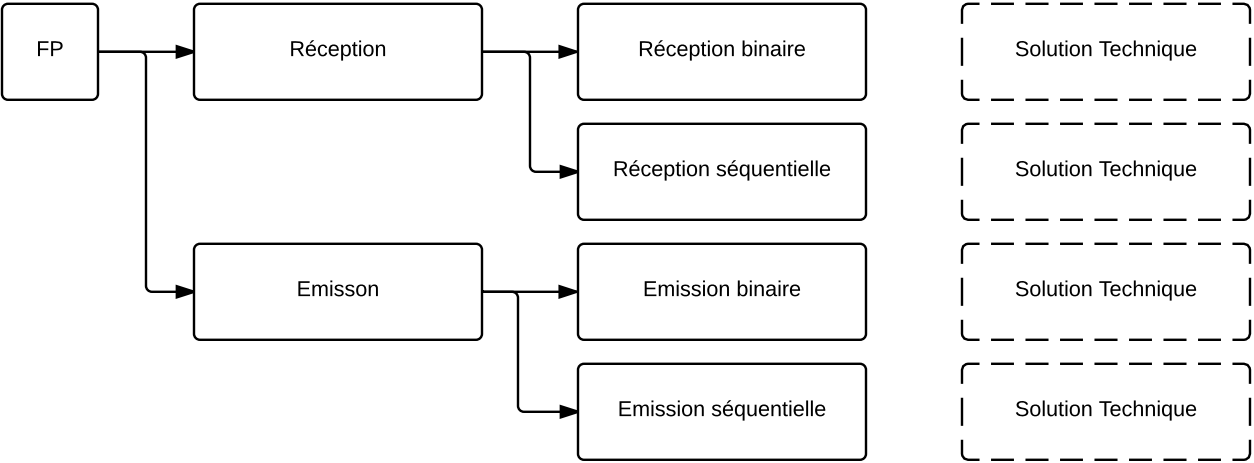 FP
Réception
Réception binaire
Solution Technique
Réception séquentielle
Solution Technique
Emisson
Emission binaire
Solution Technique
Emission séquentielle
Solution Technique